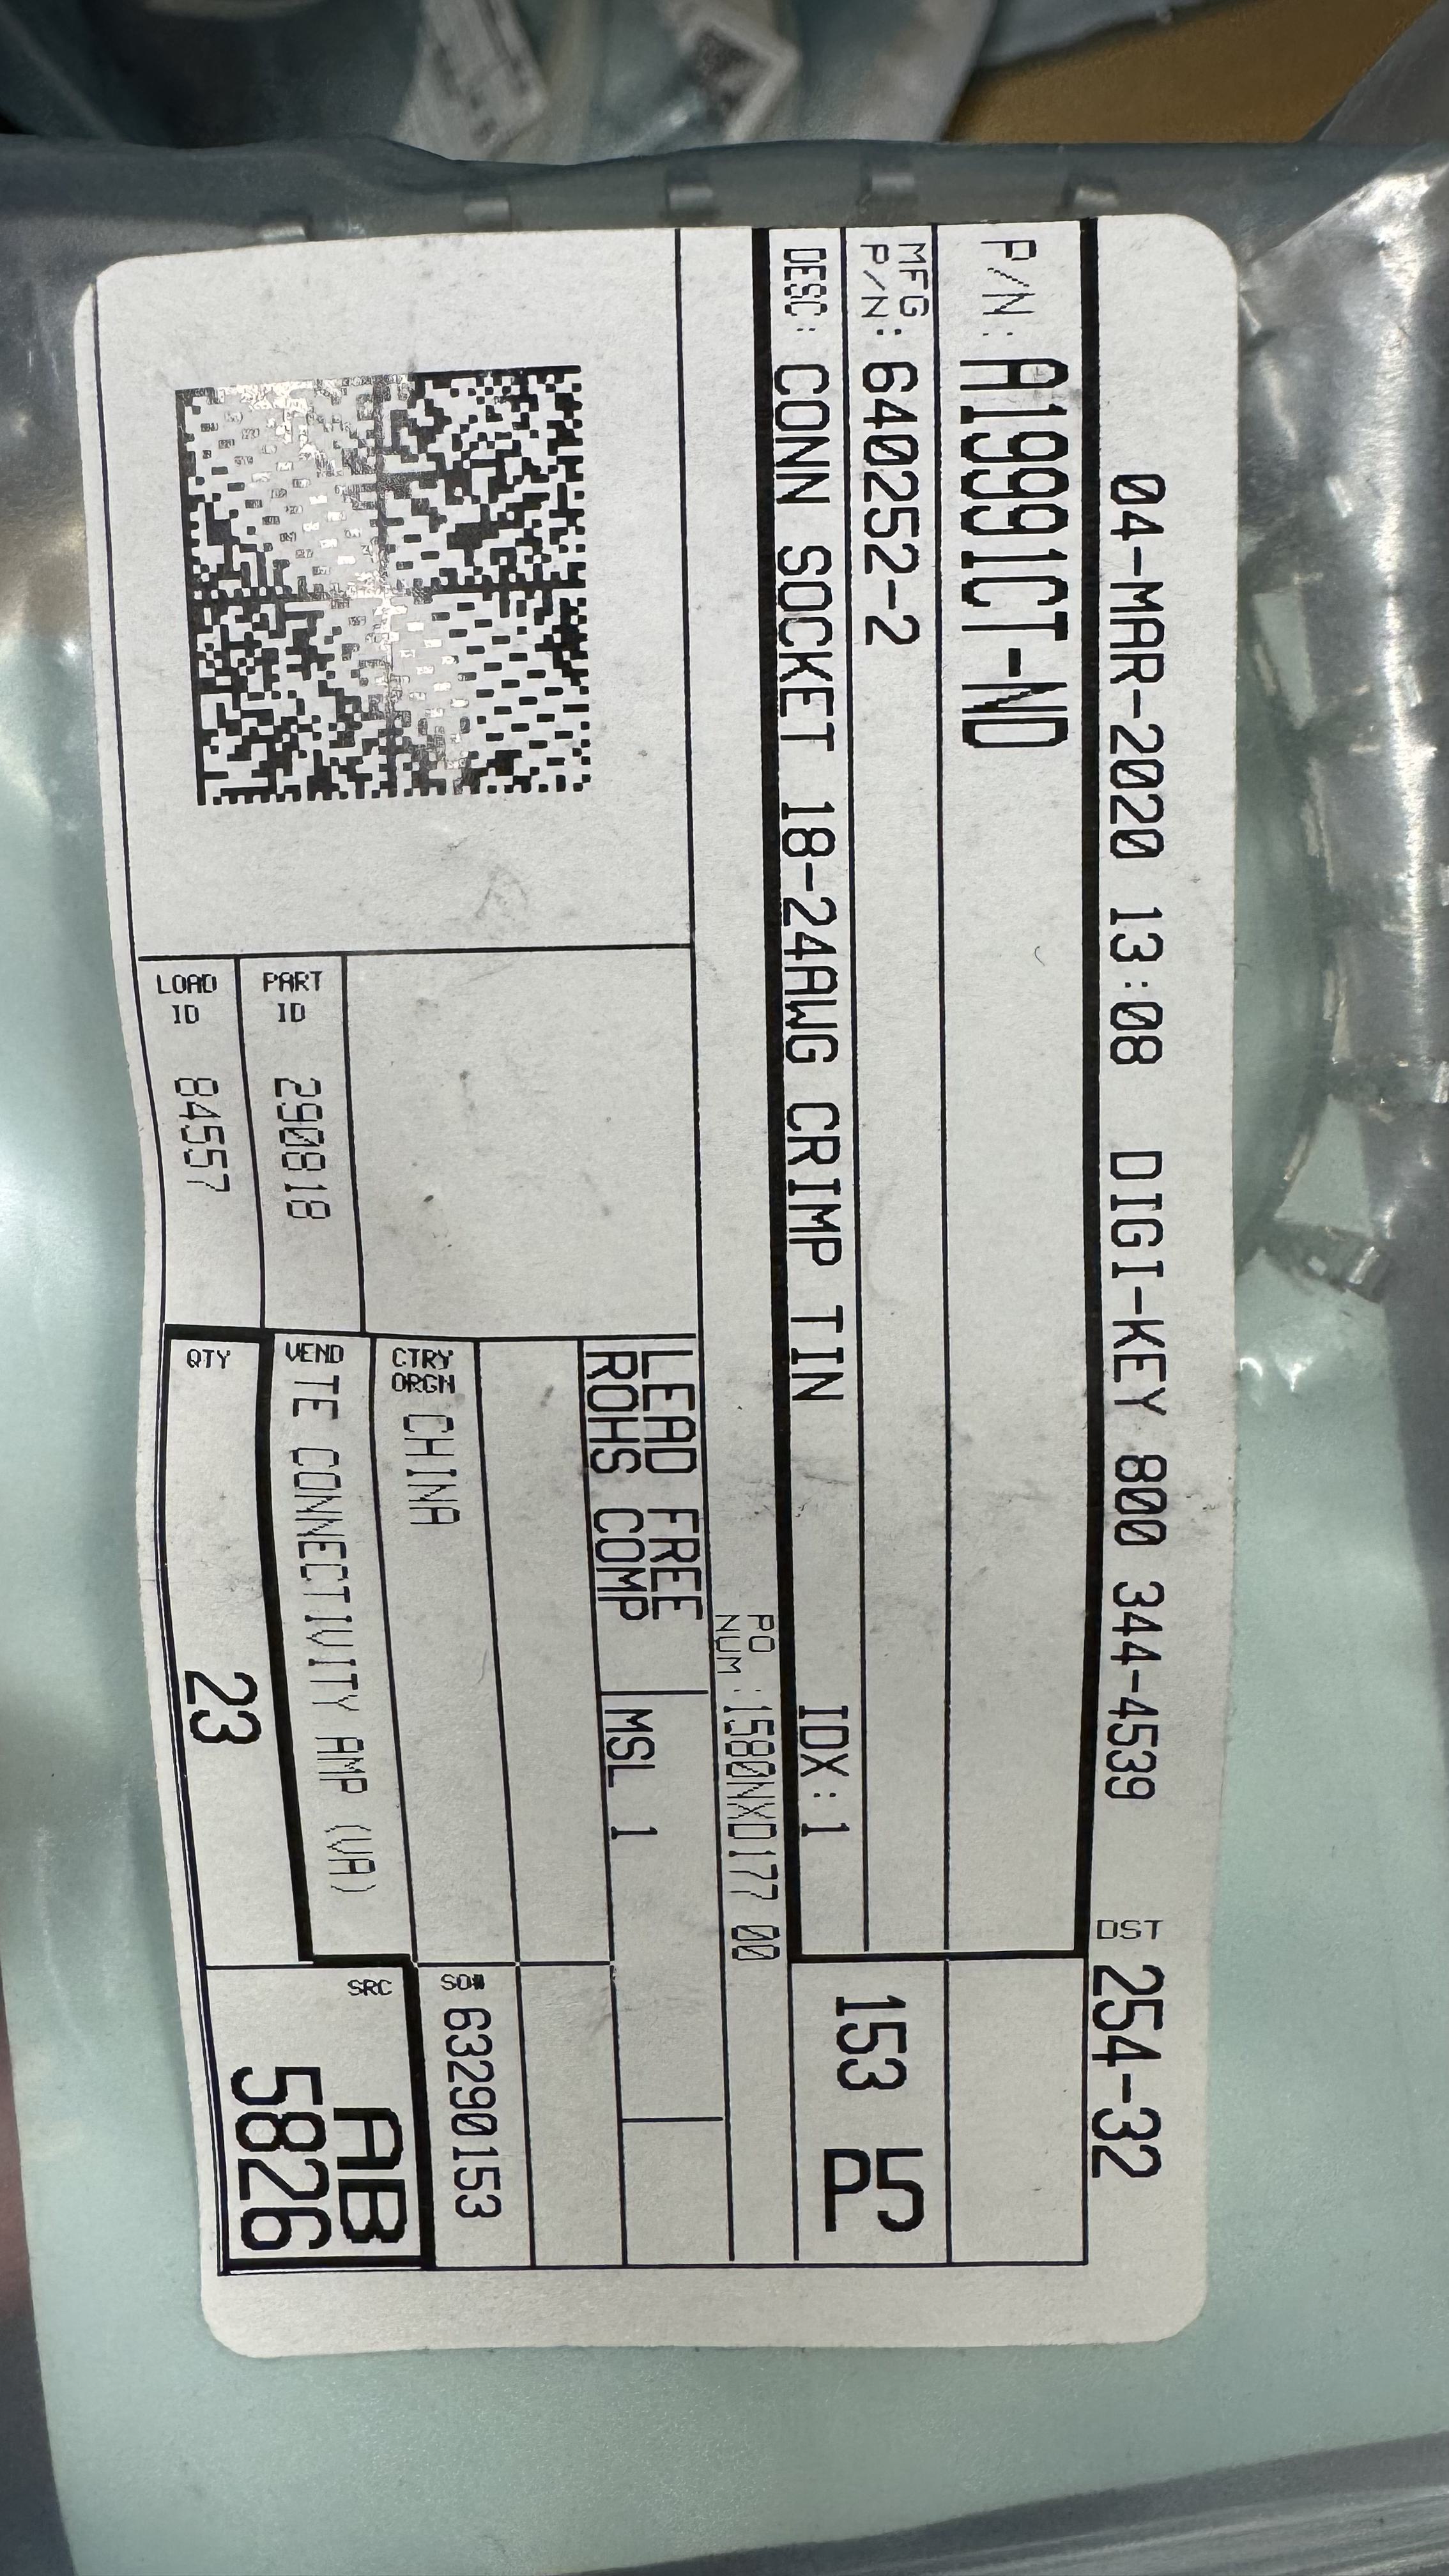 04-MAR-2020 13:08 DIGI-KEY 800 344-4539 DST 254-32
P/N: A19991CT-ND
MFG
P/N: 640252-2
153 P5
DESC: CONN SOCKET 18-24AWG CRIMP TIN IDX: 1
PO
NUM : 1580NXD177 00
LEAD FREE
ROHS COMP
MSL 1
CTRY
ORGN CHINA
SO# 63290153
PART
ID 290818
VEND TE CONNECTIVITY AMP (VA)
LOAD
ID 84557
QTY 23
SRC
AB
5826